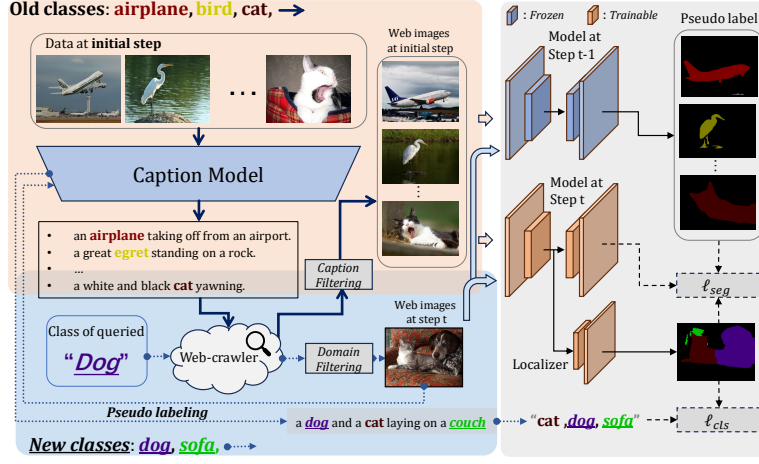 Old classes: airplane, bird, cat,
Data at initial step
...
Web images
at initial step
Caption Model
• an airplane taking off from an airport.
• a great egret standing on a rock.
• ...
• a white and black cat yawning.
Caption
Filtering
Web images
at step t
Class of queried
"Dog"
Web-crawler
Domain
Filtering
Pseudo labeling
a dog and a cat laying on a couch
"cat ,dog, sofa"
New classes: dog, sofa,
: Frozen
: Trainable
Pseudo label
Model at
Step t-1
Model at
Step t
Localizer
ℓseg
ℓcls